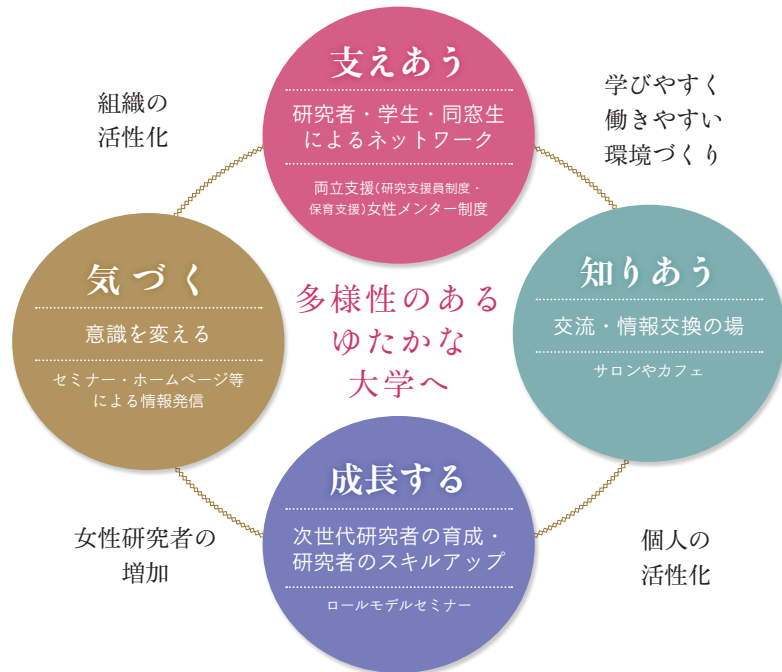 支えあう
研究者・学生・同窓生
によるネットワーク
両立支援(研究支援員制度・
保育支援)女性メンター制度
組織の
活性化
学びやすく
働きやすい
環境づくり
気づく
意識を変える
セミナー・ホームページ等
による情報発信
多様性のある
ゆたかな
大学へ
知りあう
交流・情報交換の場
サロンやカフェ
成長する
次世代研究者の育成・
研究者のスキルアップ
ロールモデルセミナー
女性研究者の
増加
個人の
活性化